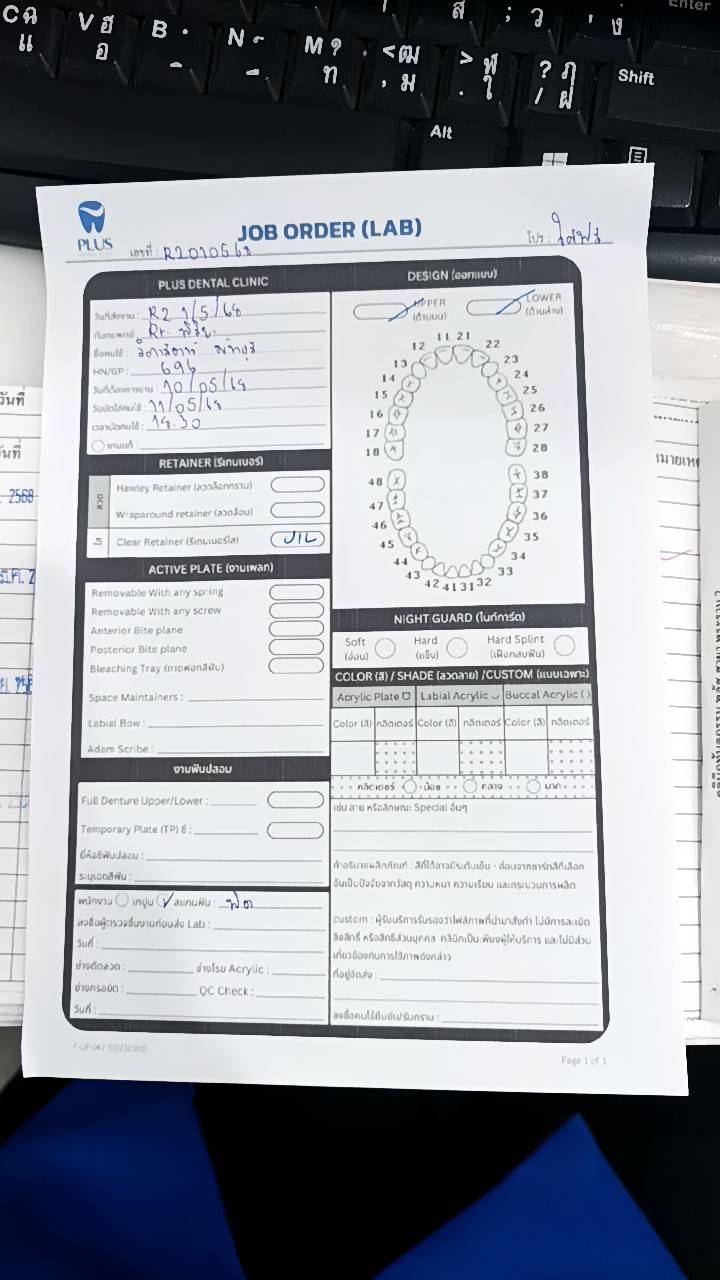 Cฉ
แ
Vฮ
อ
B ฺ
ิ
N ์
ื
M ?
ท
< ฒ
, ม
> ฬ
. ใ
? ฦ
/ ฝ
Enter
Shift
Alt
PLUS
JOB ORDER (LAB)
เลขที่ : R2010568
โปร :
PLUS DENTAL CLINIC
วันที่ส่งงาน : R2 1/5/68
ทันตแพทย์ :
ชื่อคนไข้ :
HN/GP : 696
วันที่ต้องการงาน : 10/05/68
วันนัดใส่คนไข้ : 11/05/68
เวลานัดคนไข้ : 19.30
งานแก้ :
RETAINER (รีเทนเนอร์)
ลวด
Hawley Retainer (ลวดล็อกกราม)
Wraparound retainer (ลวดล้อม)
ใส
Clear Retainer (รีเทนเนอร์ใส) U/L
ACTIVE PLATE (งานเพลท)
Removable With any spring
Removable With any screw
Anterior Bite plane
Posterior Bite plane
Bleaching Tray (ถาดฟอกสีฟัน)
Space Maintainers :
Labial Bow :
Adam Scribe :
งานฟันปลอม
Full Denture Upper/Lower :
Temporary Plate (TP) ซี่ :
ยี่ห้อซี่ฟันปลอม :
ระบุเฉดสีฟัน :
พนักงาน เทปูน สแกนฟัน :
ลงชื่อผู้ตรวจชิ้นงานก่อนส่ง Lab :
วันที่ :
ช่างดัดลวด : ช่างโรย Acrylic :
ช่างกรอขัด : QC Check :
วันที่ :
DESIGN (ออกแบบ)
UPPER
(ด้านบน)
LOWER
(ด้านล่าง)
11 21
12 22
13 23
14 24
15 25
16 26
17 27
18 28
48 38
47 37
46 36
45 35
44 34
43 33
42 41 31 32
NIGHT GUARD (ไนท์การ์ด)
Soft
(อ่อน)
Hard
(แข็ง)
Hard Splint
(เฝือกสบฟัน)
COLOR (สี) / SHADE (ลวดลาย) /CUSTOM (แบบเฉพาะ)
Acrylic Plate Labial Acrylic Buccal Acrylic ( )
Color (สี) กลิตเตอร์ Color (สี) กลิตเตอร์ Color (สี) กลิตเตอร์
กลิตเตอร์ น้อย กลาง มาก
เช่น ลาย หรือลักษณะ Special อื่นๆ
คำอธิบายผลิตภัณฑ์ : สีที่ได้อาจมีระดับเข้ม - อ่อนจากชาร์ทสีที่เลือก
อันเป็นปัจจัยจากวัสดุ ความหนา ความเรียบ และกระบวนการผลิต
custom : ผู้รับบริการรับรองว่าไฟล์ภาพที่นำมาสั่งทำ ไม่มีการละเมิด
ลิขสิทธิ์ หรือสิทธิส่วนบุคคล คลินิกเป็นเพียงผู้ให้บริการ และไม่มีส่วน
เกี่ยวข้องกับการใช้ภาพดังกล่าว
ที่อยู่จัดส่ง :
ลงชื่อคนไข้ยืนยัน/รับทราบ :
Page 1 of 1
วันที่
2568